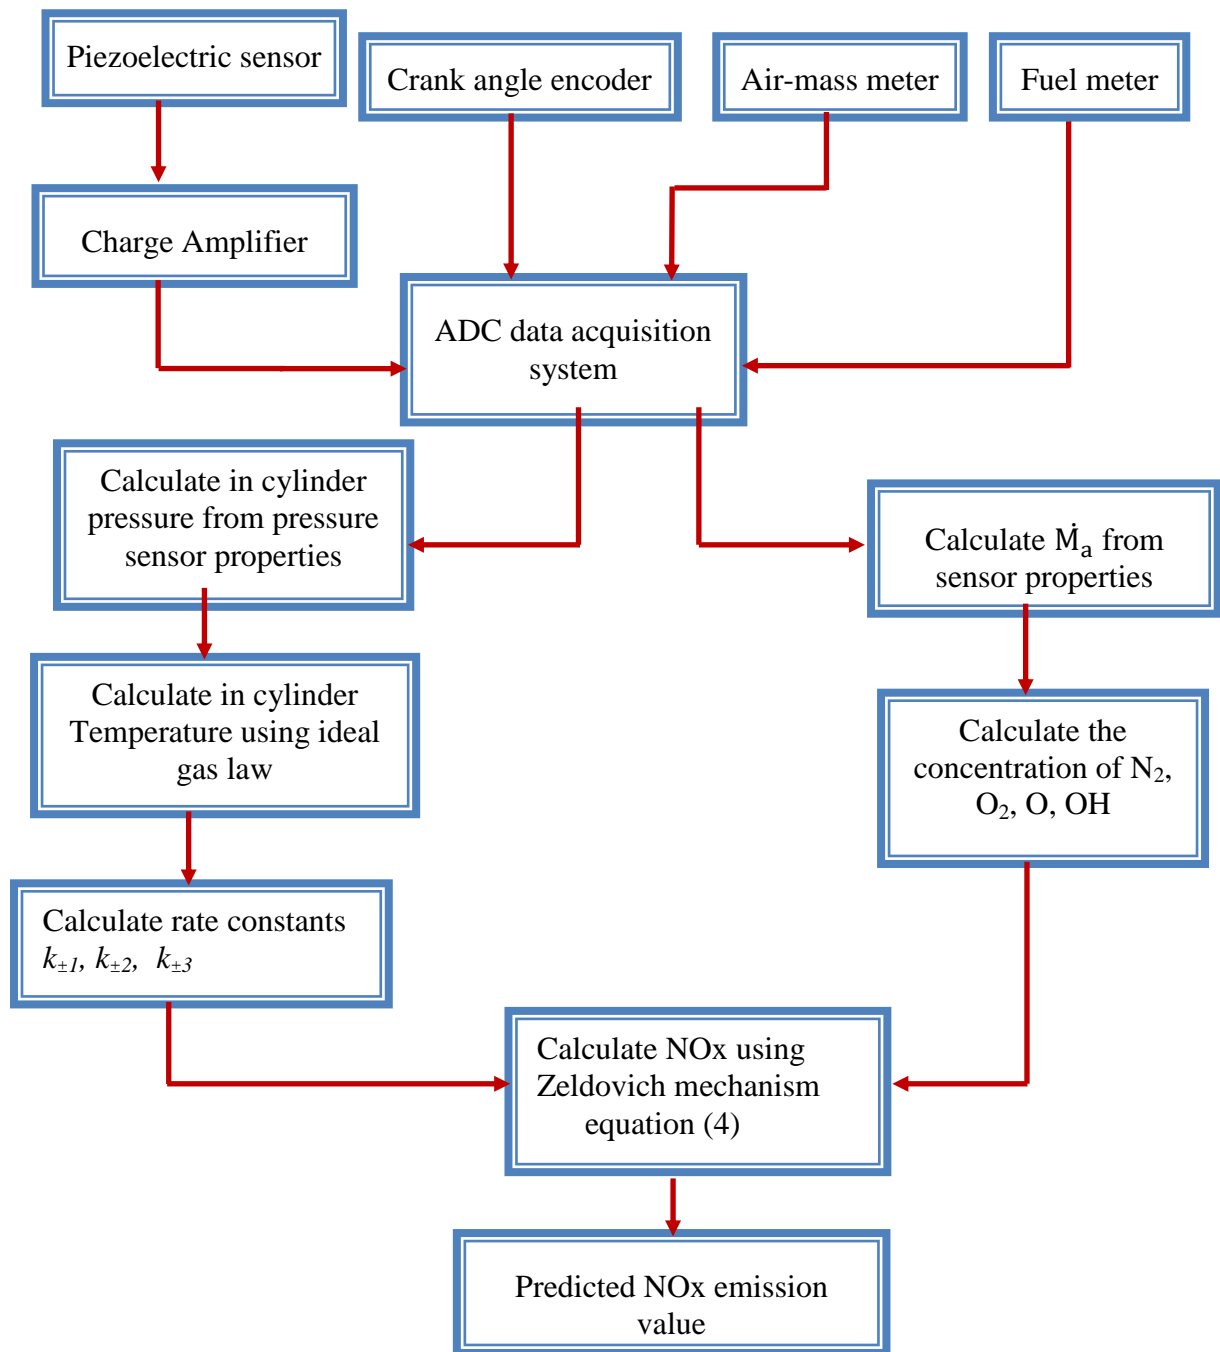 Piezoelectric sensor
Crank angle encoder
Air-mass meter
Fuel meter
Charge Amplifier
ADC data acquisition
system
Calculate in cylinder
pressure from pressure
sensor properties
Calculate Ṁₐ from
sensor properties
Calculate in cylinder
Temperature using ideal
gas law
Calculate the
concentration of N₂,
O₂, O, OH
Calculate rate constants
k±1, k±2, k±3
Calculate NOx using
Zeldovich mechanism
equation (4)
Predicted NOx emission
value